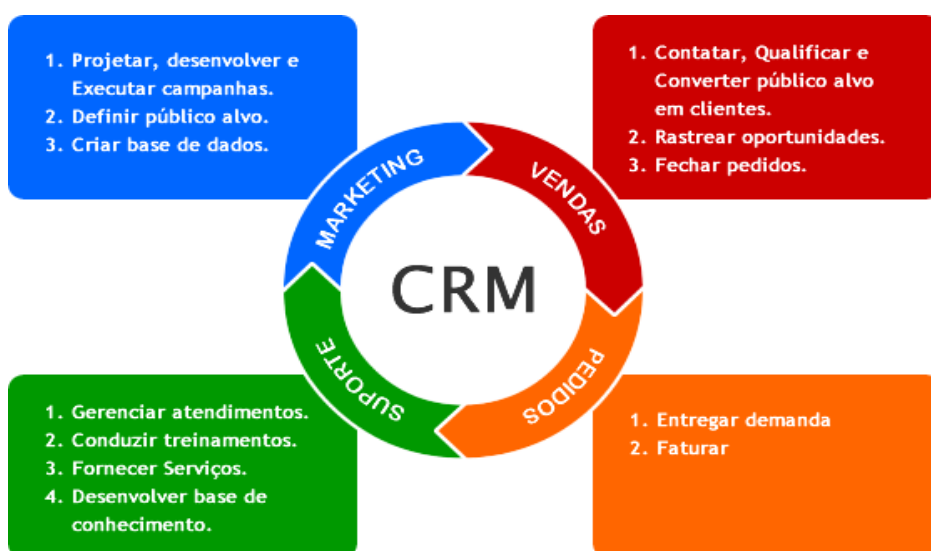 1. Projetar, desenvolver e
Executar campanhas.
2. Definir público alvo.
3. Criar base de dados.
1. Contatar, Qualificar e
Converter público alvo
em clientes.
2. Rastrear oportunidades.
3. Fechar pedidos.
MARKETING
VENDAS
CRM
SUPORTE
PEDIDOS
1. Gerenciar atendimentos.
2. Conduzir treinamentos.
3. Fornecer Serviços.
4. Desenvolver base de
conhecimento.
1. Entregar demanda
2. Faturar